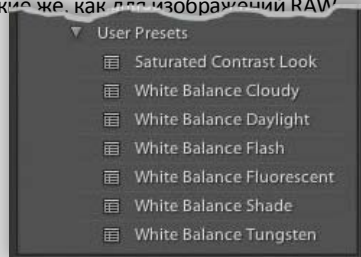 же, как для изображений RAW
User Presets
Saturated Contrast Look
White Balance Cloudy
White Balance Daylight
White Balance Flash
White Balance Fluorescent
White Balance Shade
White Balance Tungsten